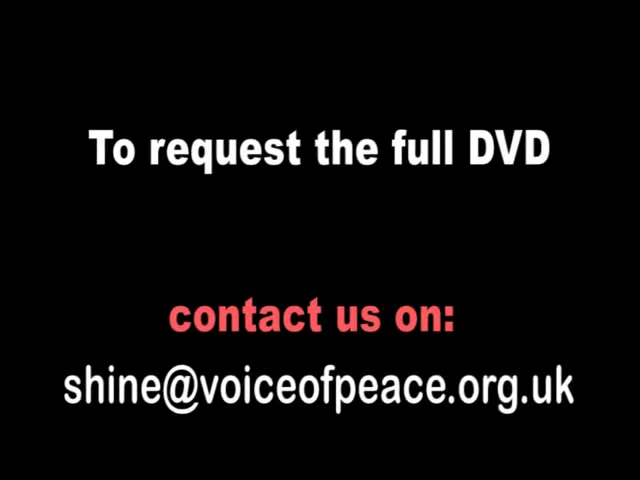 To request the full DVD
contact us on:
shine@voiceofpeace.org.uk